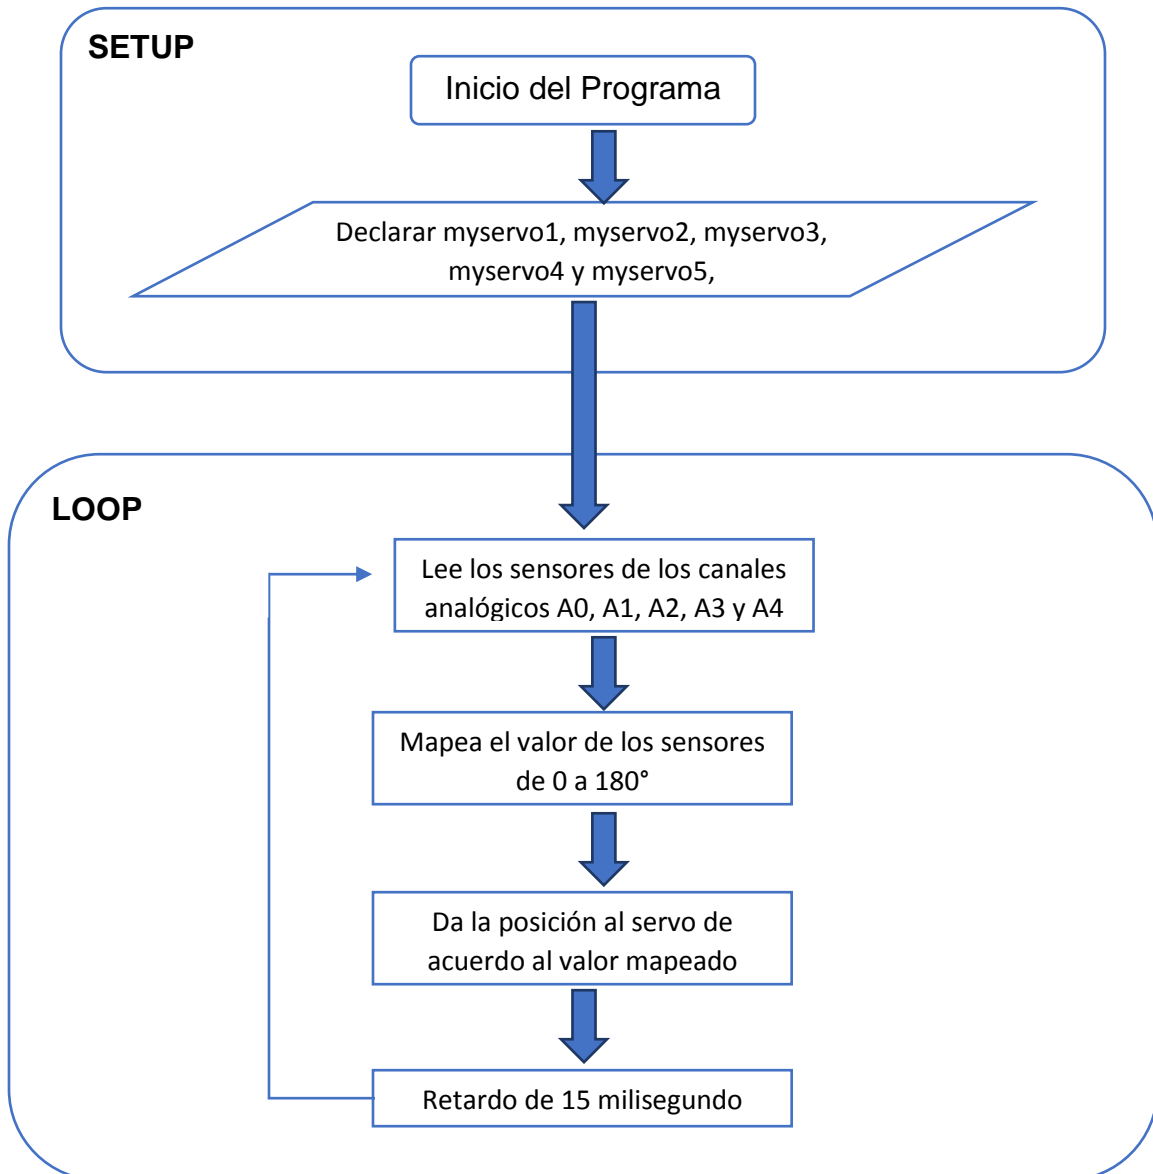 SETUP
Inicio del Programa
Declarar myservo1, myservo2, myservo3,
myservo4 y myservo5,
LOOP
Lee los sensores de los canales
analógicos A0, A1, A2, A3 y A4
Mapea el valor de los sensores
de 0 a 180°
Da la posición al servo de
acuerdo al valor mapeado
Retardo de 15 milisegundo